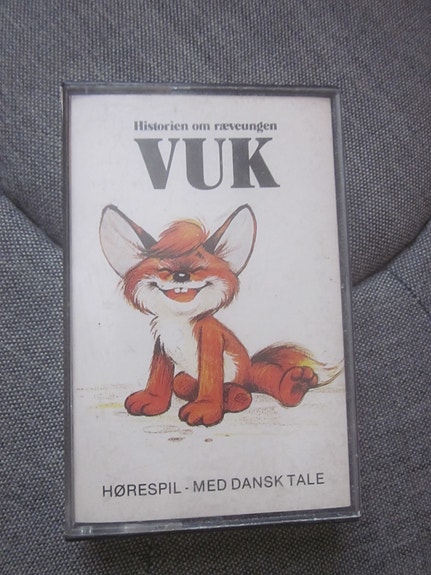 Historien om ræveungen
VUK
HØRESPIL - MED DANSK TALE